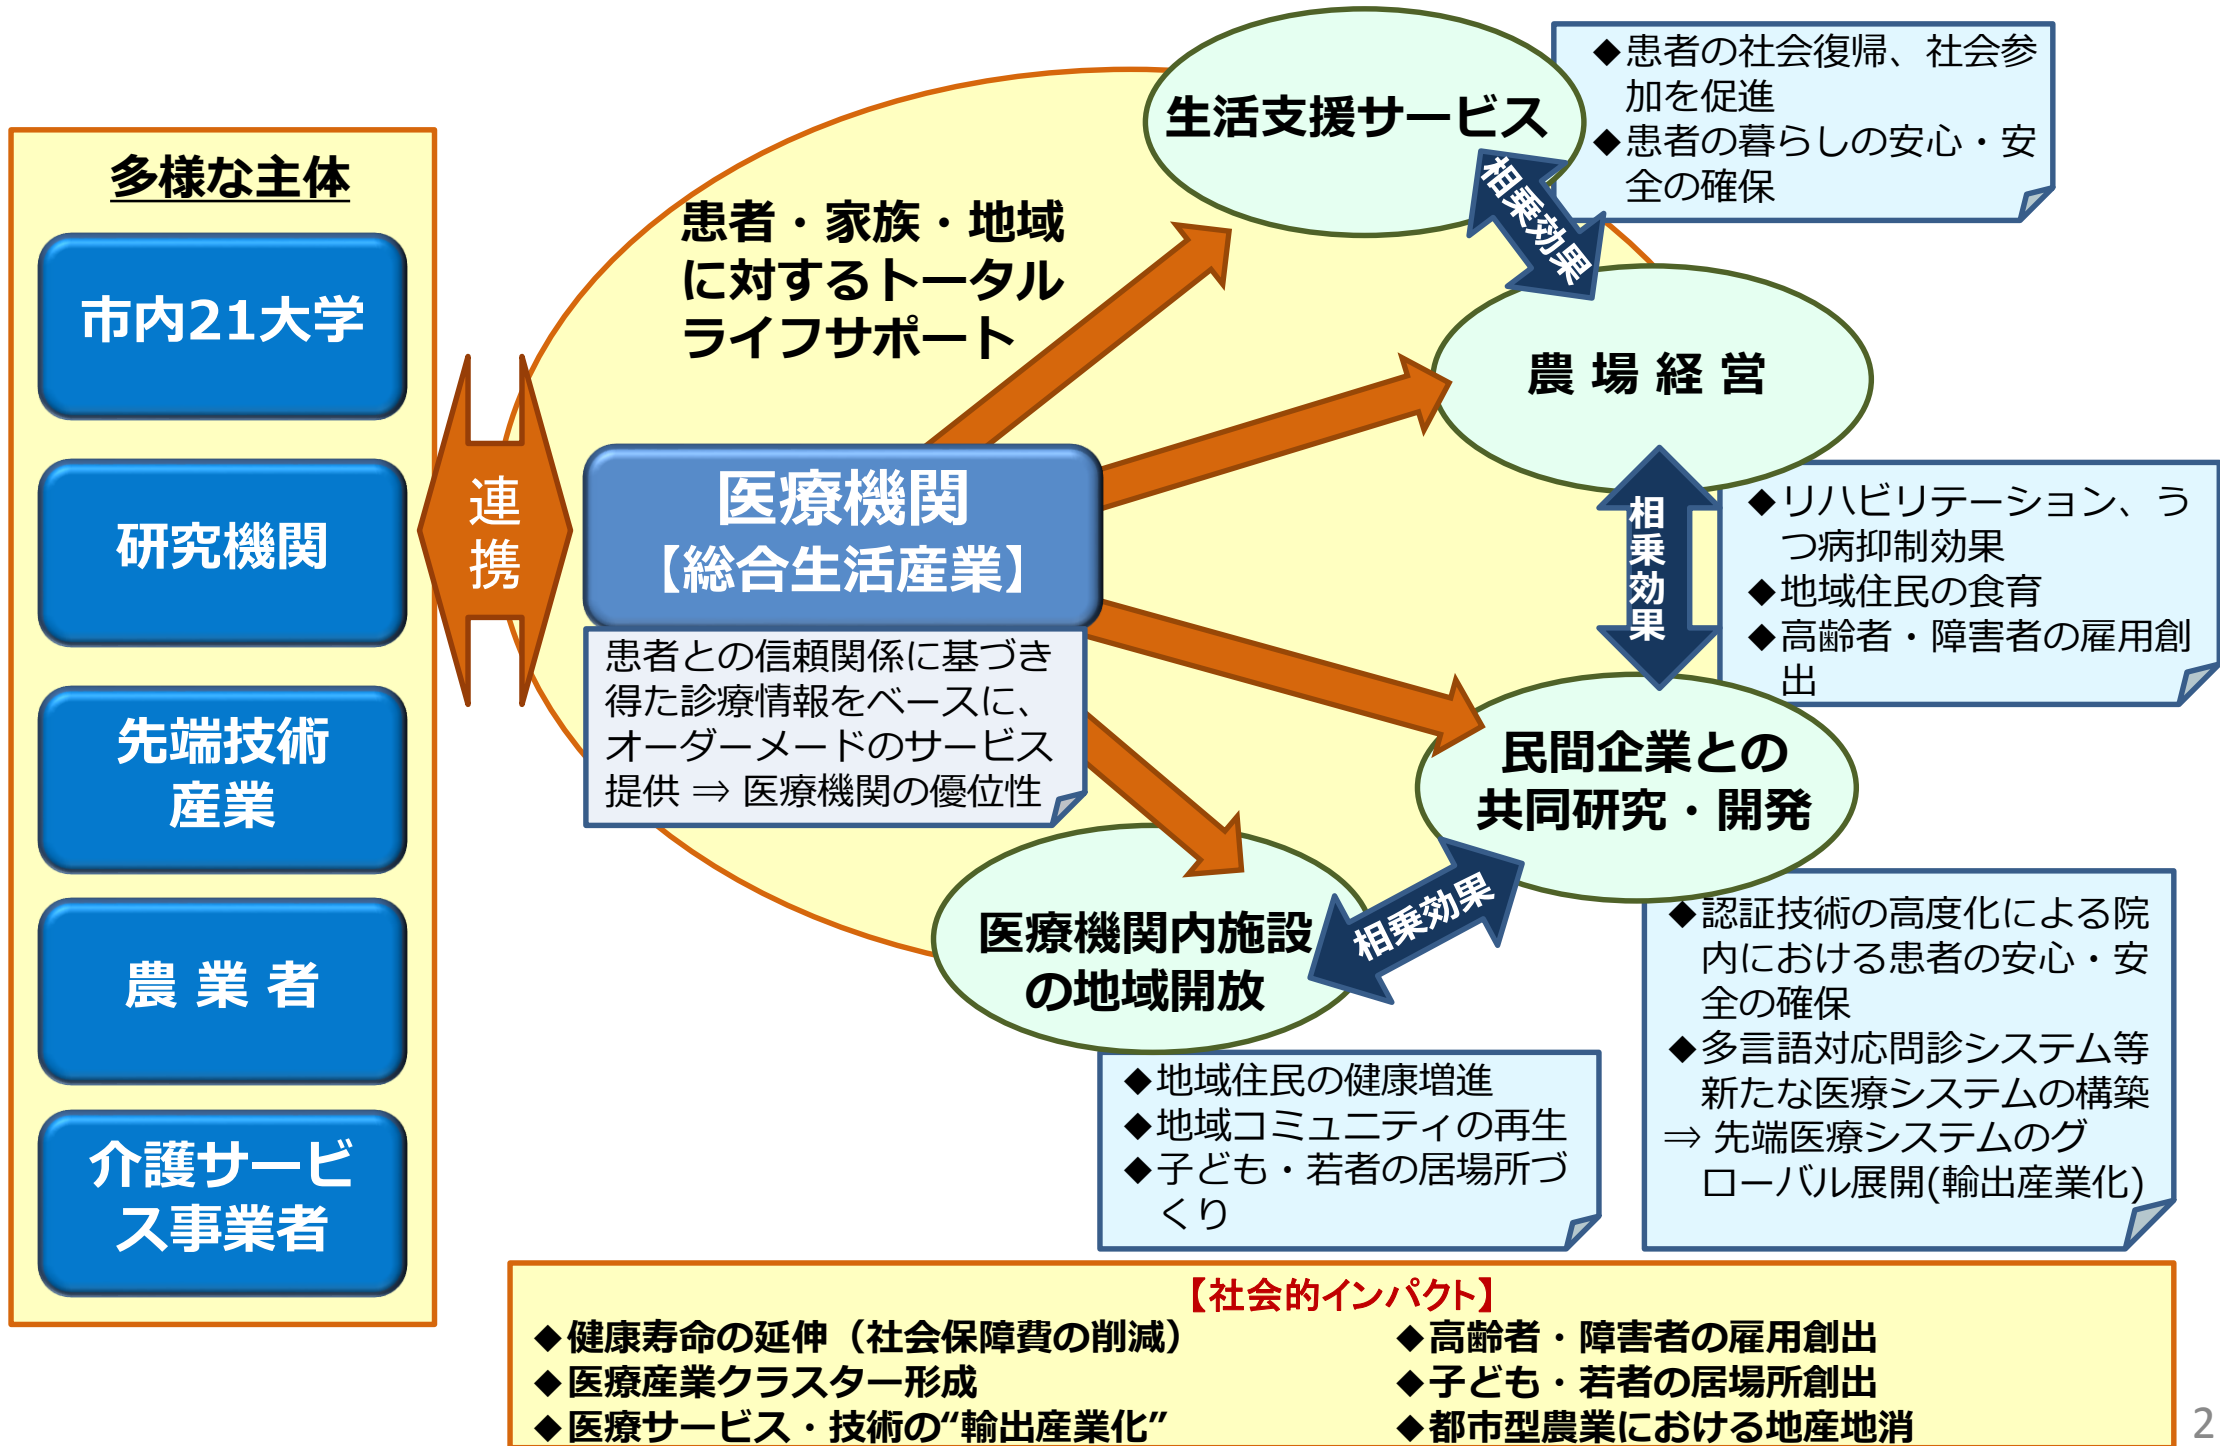 多様な主体
市内21大学
研究機関
先端技術
産業
農 業 者
介護サービ
ス事業者
連
携
患者・家族・地域
に対するトータル
ライフサポート
医療機関
【総合生活産業】
患者との信頼関係に基づき
得た診療情報をベースに、
オーダーメードのサービス
提供 ⇒ 医療機関の優位性
生活支援サービス
◆患者の社会復帰、社会参
加を促進
◆患者の暮らしの安心・安
全の確保
相乗効果
農 場 経 営
◆リハビリテーション、う
つ病抑制効果
◆地域住民の食育
◆高齢者・障害者の雇用創
出
相
乗
効
果
民間企業との
共同研究・開発
◆認証技術の高度化による院
内における患者の安心・安
全の確保
◆多言語対応問診システム等
新たな医療システムの構築
⇒ 先端医療システムのグ
ローバル展開(輸出産業化)
相乗効果
医療機関内施設
の地域開放
◆地域住民の健康増進
◆地域コミュニティの再生
◆子ども・若者の居場所づ
くり
【社会的インパクト】
◆健康寿命の延伸（社会保障費の削減）
◆医療産業クラスター形成
◆医療サービス・技術の“輸出産業化”
◆高齢者・障害者の雇用創出
◆子ども・若者の居場所創出
◆都市型農業における地産地消
2